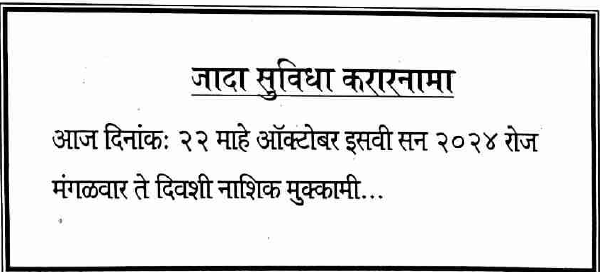 जादा सुविधा करारनामा
आज दिनांकः २२ माहे ऑक्टोबर इसवी सन २०२४ रोज
मंगळवार ते दिवशी नाशिक मुक्कामी...